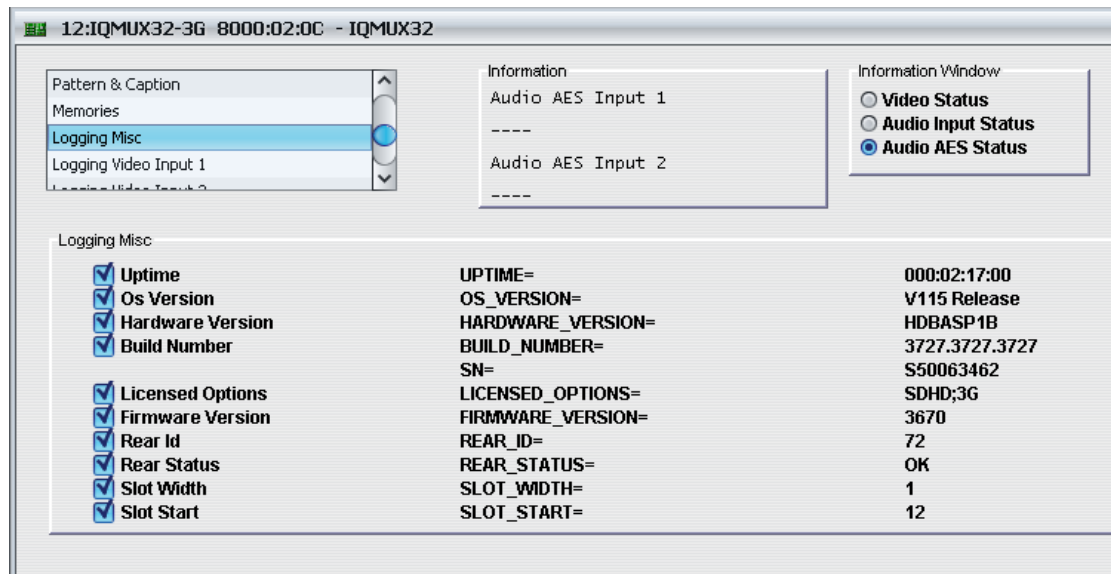 12:IQMUX32-3G 8000:02:0C - IQMUX32
Pattern & Caption
Memories
Logging Misc
Logging Video Input 1
Logging Video Input 2
Information
Audio AES Input 1
----
Audio AES Input 2
----
Information Window
Video Status
Audio Input Status
Audio AES Status
Logging Misc
Uptime UPTIME= 000:02:17:00
Os Version OS_VERSION= V115 Release
Hardware Version HARDWARE_VERSION= HDBASP1B
Build Number BUILD_NUMBER= 3727.3727.3727
SN= S50063462
Licensed Options LICENSED_OPTIONS= SDHD;3G
Firmware Version FIRMWARE_VERSION= 3670
Rear Id REAR_ID= 72
Rear Status REAR_STATUS= OK
Slot Width SLOT_WIDTH= 1
Slot Start SLOT_START= 12